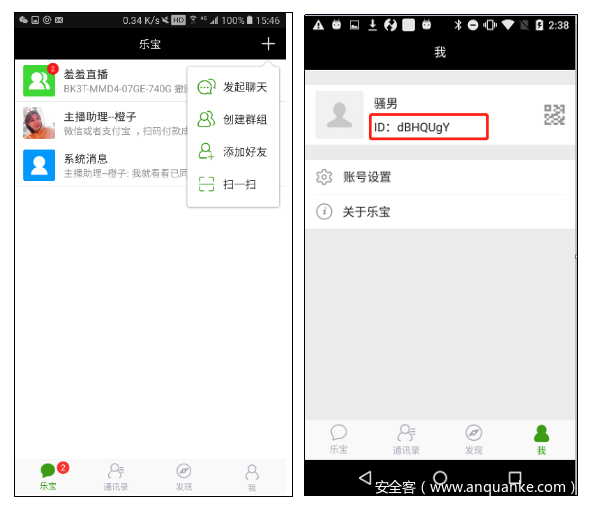 0.34 K/s HD 4G 100% 15:46
乐宝
2
羞羞直播
BK3T-MMD4-07GE-740G 撤
主播助理--橙子
微信或者支付宝 ，扫码付款成
系统消息
主播助理--橙子: 我就看看已同
发起聊天
创建群组
添加好友
扫一扫
2
乐宝
通讯录
发现
我
2:38
我
骚男
ID: dBHQUgY
账号设置
关于乐宝
乐宝
通讯录
发现
我
安全客（www.anquanke.com）